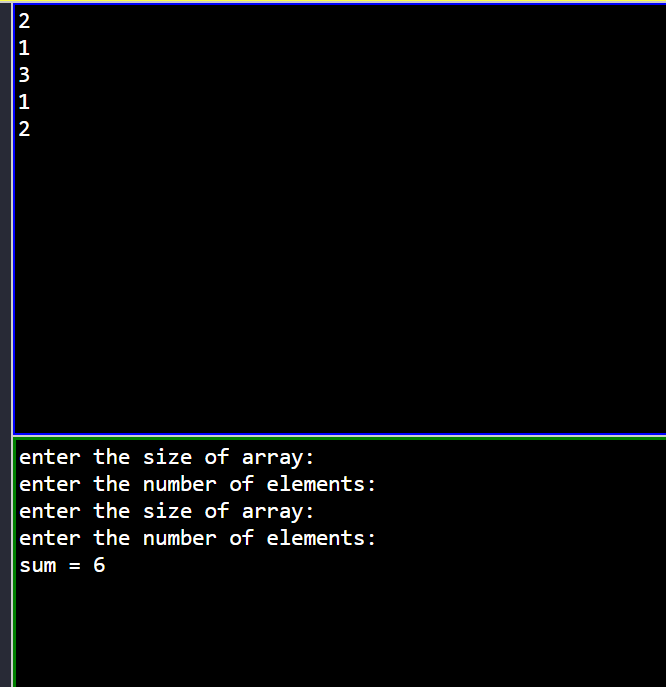 2
1
3
1
2
enter the size of array:
enter the number of elements:
enter the size of array:
enter the number of elements:
sum = 6